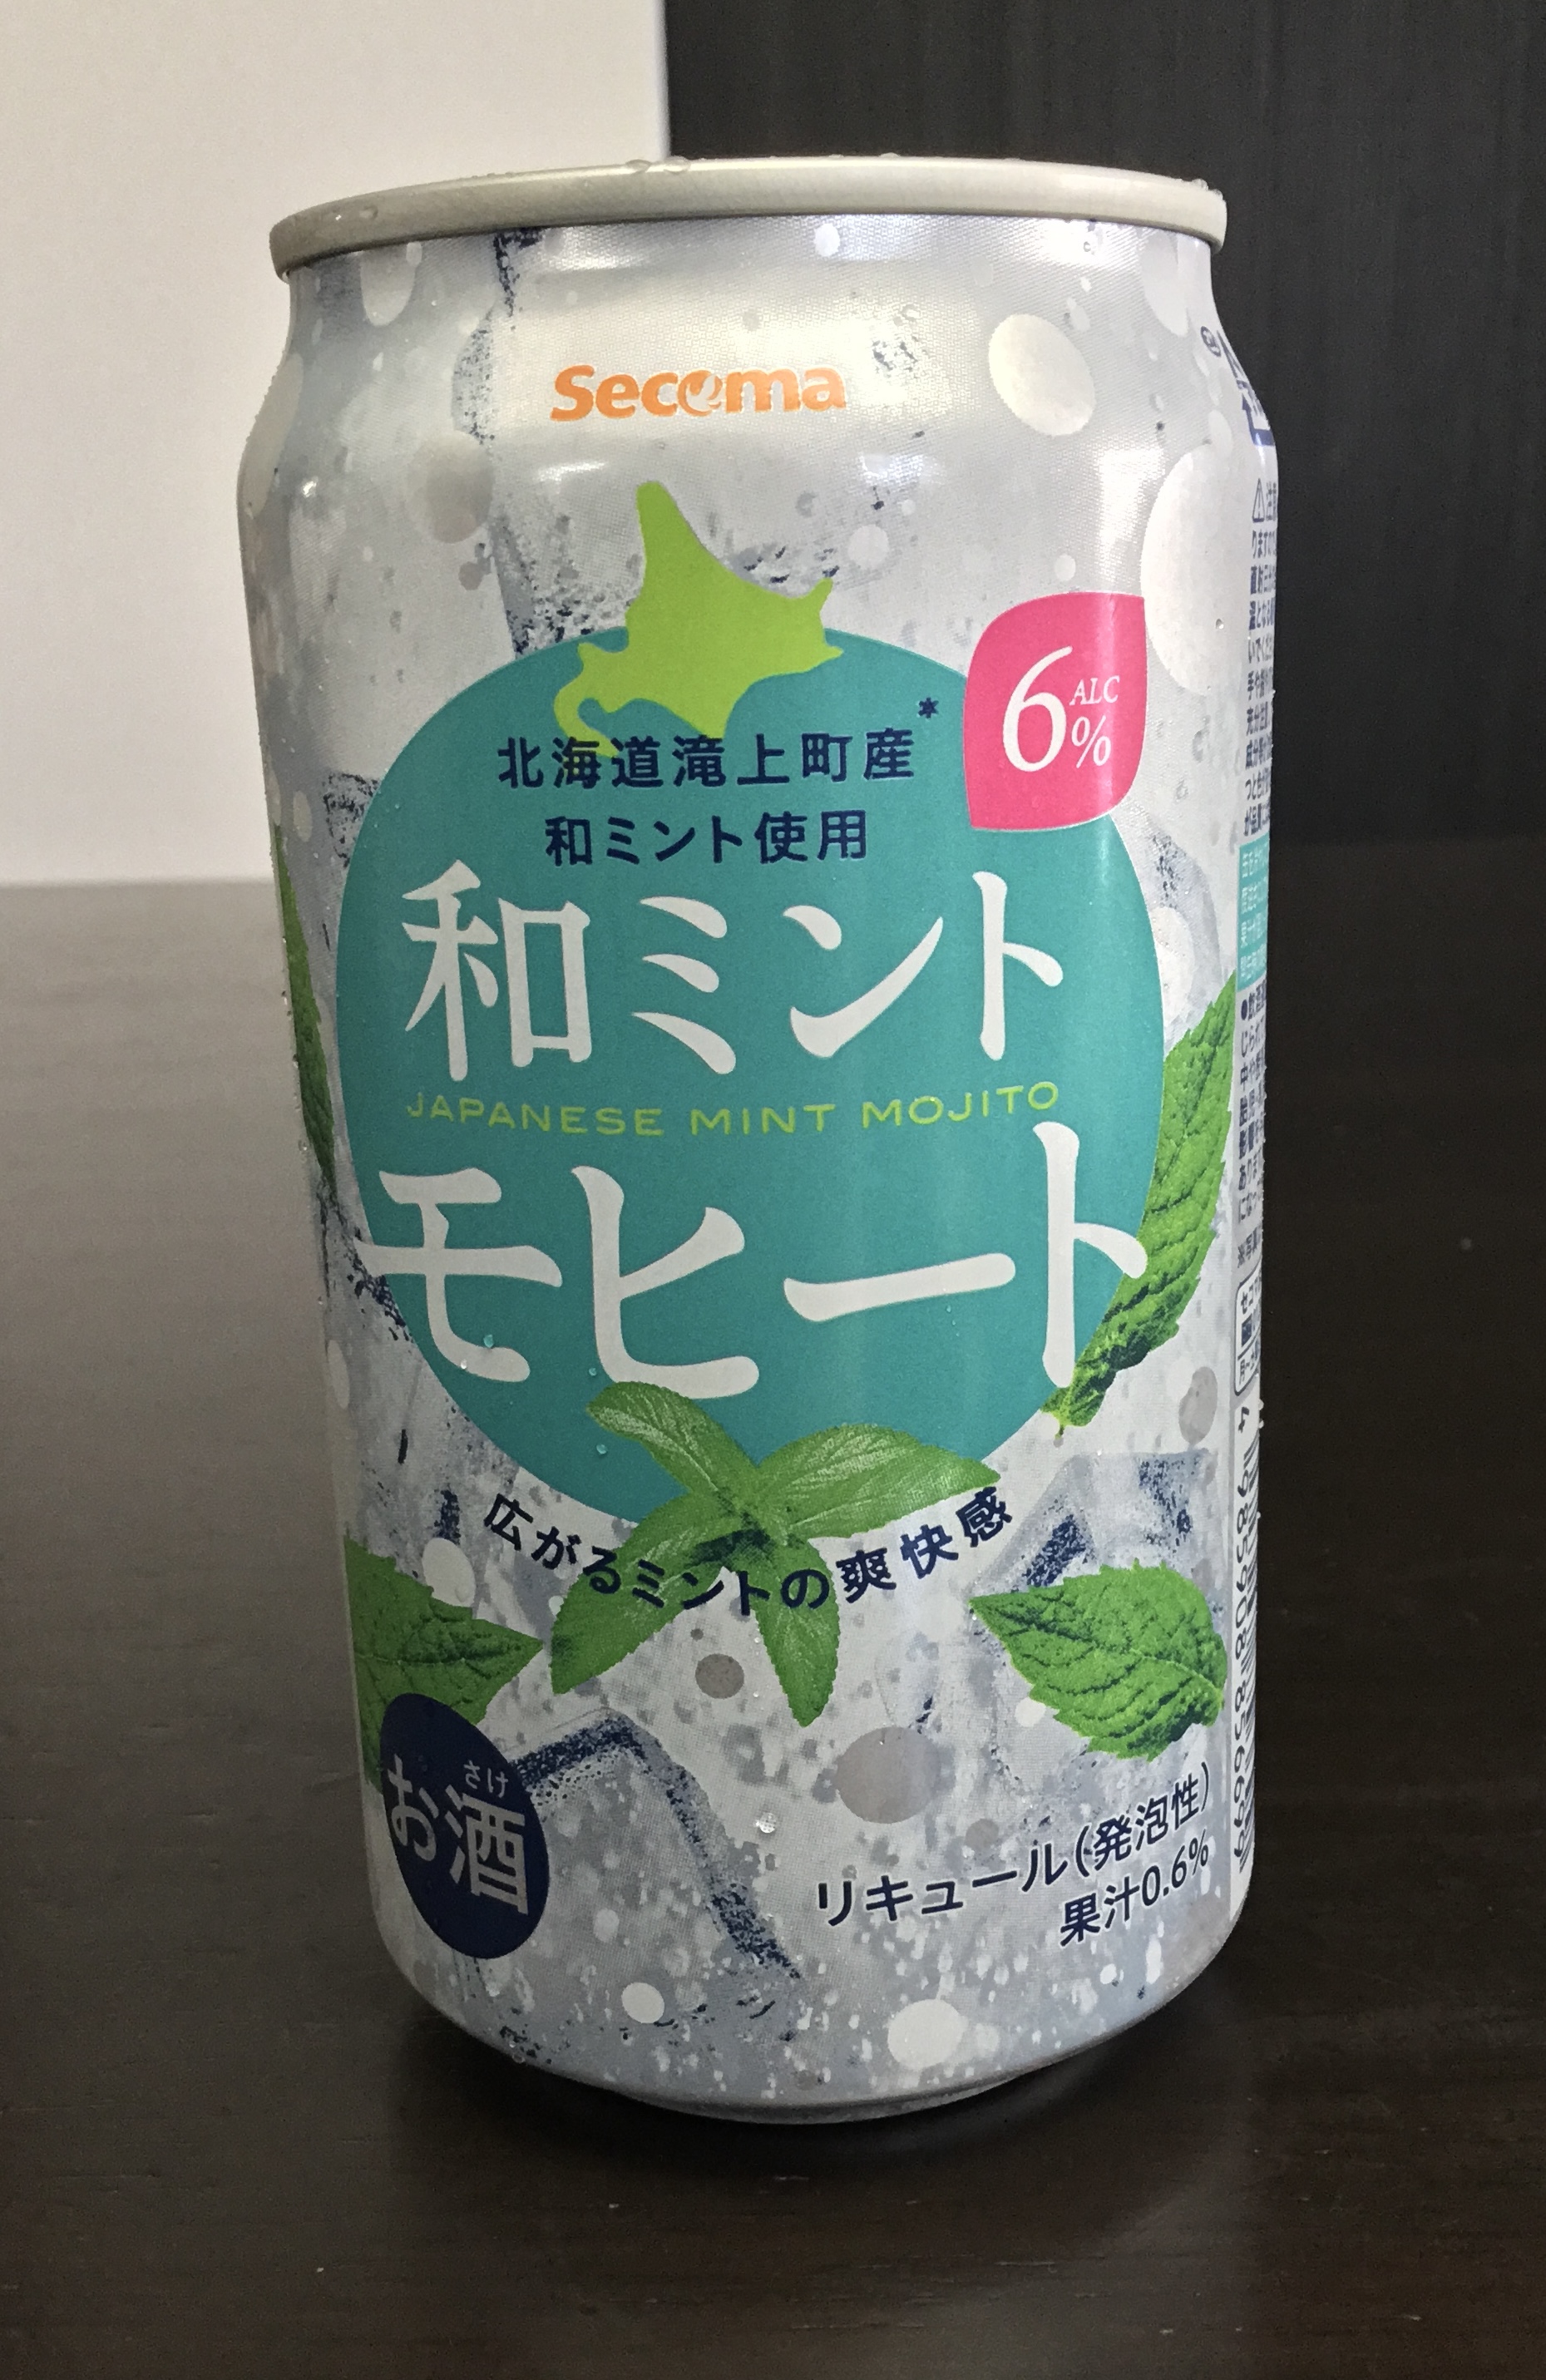 Secoma
北海道滝上町産*
和ミント使用
6 ALC %
和ミント
JAPANESE MINT MOJITO
モヒート
広がるミントの爽快感
さけ
お酒
リキュール(発泡性)
果汁0.6%